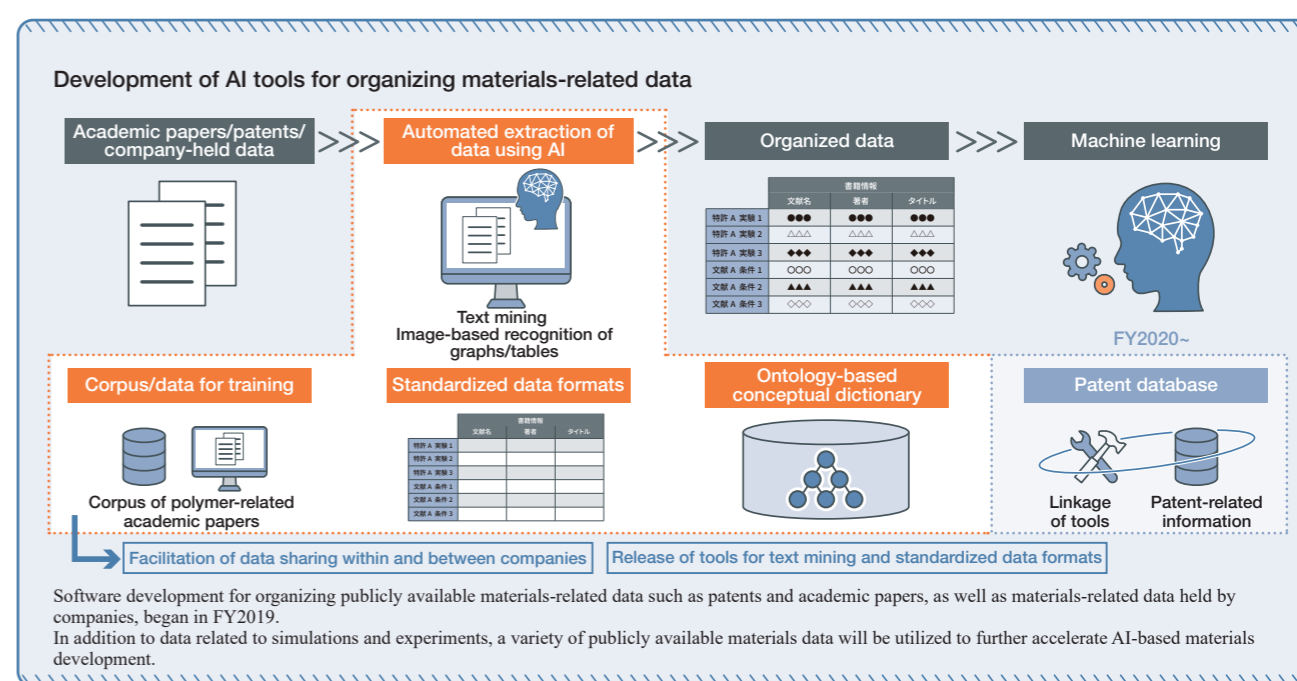 Development of AI tools for organizing materials-related data
Academic papers/patents/
company-held data
Automated extraction of
data using AI
Organized data
Machine learning
書籍情報
文献名 著者 タイトル
特許 A 実験 1 ●●● ●●● ●●●
特許 A 実験 2 △△△ △△△ △△△
特許 A 実験 3 ◆◆◆ ◆◆◆ ◆◆◆
文献 A 条件 1 ○○○ ○○○ ○○○
文献 A 条件 2 ▲▲▲ ▲▲▲ ▲▲▲
文献 A 条件 3 ◇◇◇ ◇◇◇ ◇◇◇
Text mining
Image-based recognition of
graphs/tables
FY2020~
Corpus/data for training
Standardized data formats
Ontology-based
conceptual dictionary
Patent database
書籍情報
文献名 著者 タイトル
特許 A 実験 1
特許 A 実験 2
特許 A 実験 3
文献 A 条件 1
文献 A 条件 2
文献 A 条件 3
Corpus of polymer-related
academic papers
Linkage
of tools
Patent-related
information
Facilitation of data sharing within and between companies
Release of tools for text mining and standardized data formats
Software development for organizing publicly available materials-related data such as patents and academic papers, as well as materials-related data held by
companies, began in FY2019.
In addition to data related to simulations and experiments, a variety of publicly available materials data will be utilized to further accelerate AI-based materials
development.